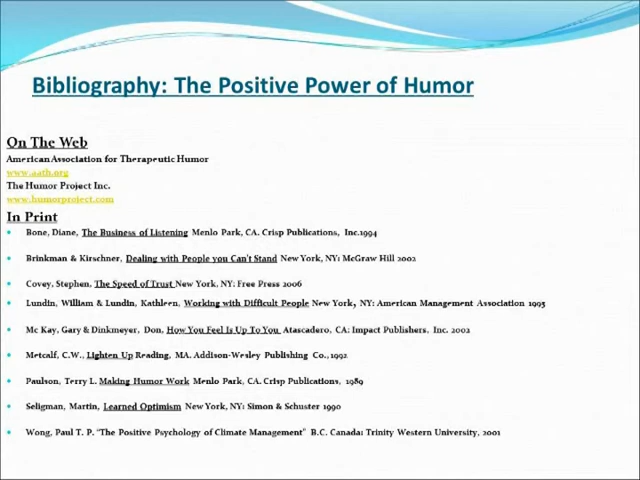 Bibliography: The Positive Power of Humor
On The Web
American Association for Therapeutic Humor
www.aath.org
The Humor Project Inc.
www.humorproject.com
In Print
Bone, Diane, The Business of Listening Menlo Park, CA. Crisp Publications, Inc.1994
Brinkman & Kirschner, Dealing with People you Can't Stand New York, NY: McGraw Hill 2002
Covey, Stephen, The Speed of Trust New York, NY: Free Press 2006
Lundin, William & Lundin, Kathleen, Working with Difficult People New York, NY: American Management Association 1995
Mc Kay, Gary & Dinkmeyer, Don, How You Feel Is Up To You Atascadero, CA: Impact Publishers, Inc. 2002
Metcalf, C.W., Lighten Up Reading, MA. Addison-Wesley Publishing Co.,1992
Paulson, Terry L. Making Humor Work Menlo Park, CA. Crisp Publications, 1989
Seligman, Martin, Learned Optimism New York, NY: Simon & Schuster 1990
Wong, Paul T. P. "The Positive Psychology of Climate Management" B.C. Canada: Trinity Western University, 2001